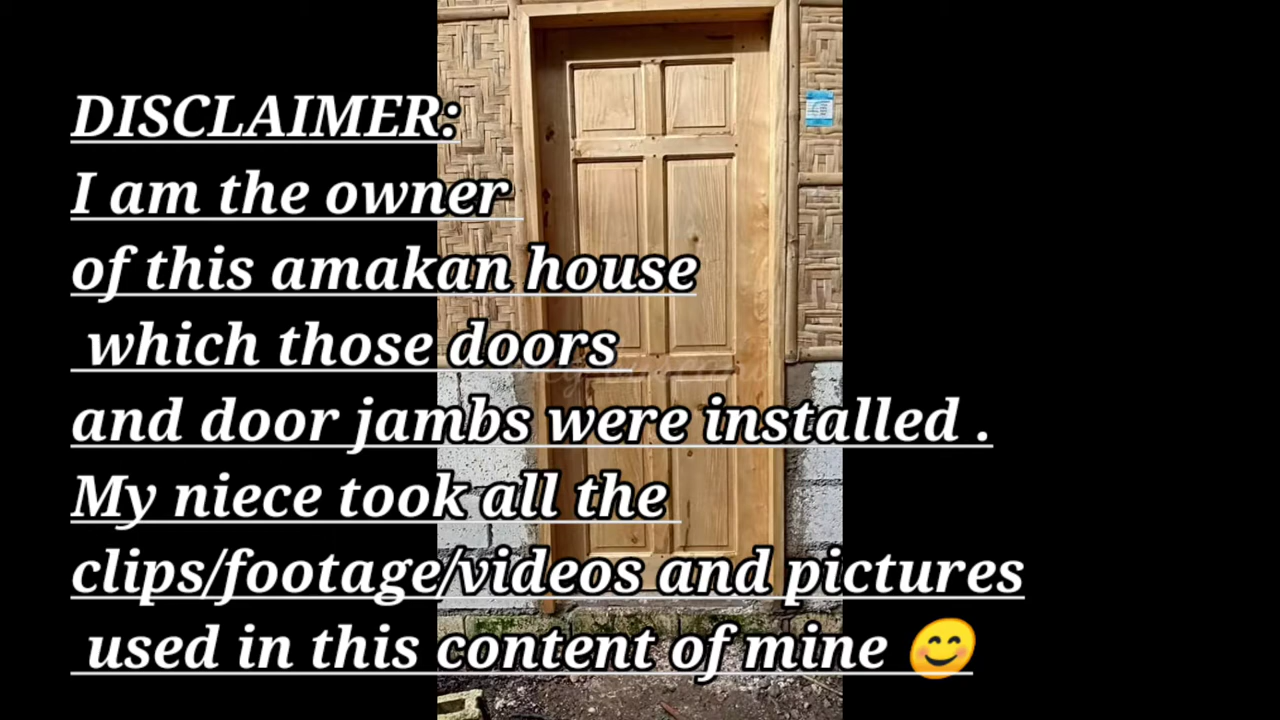 DISCLAIMER:
I am the owner
of this amakan house
which those doors
and door jambs were installed .
My niece took all the
clips/footage/videos and pictures
used in this content of mine 😊